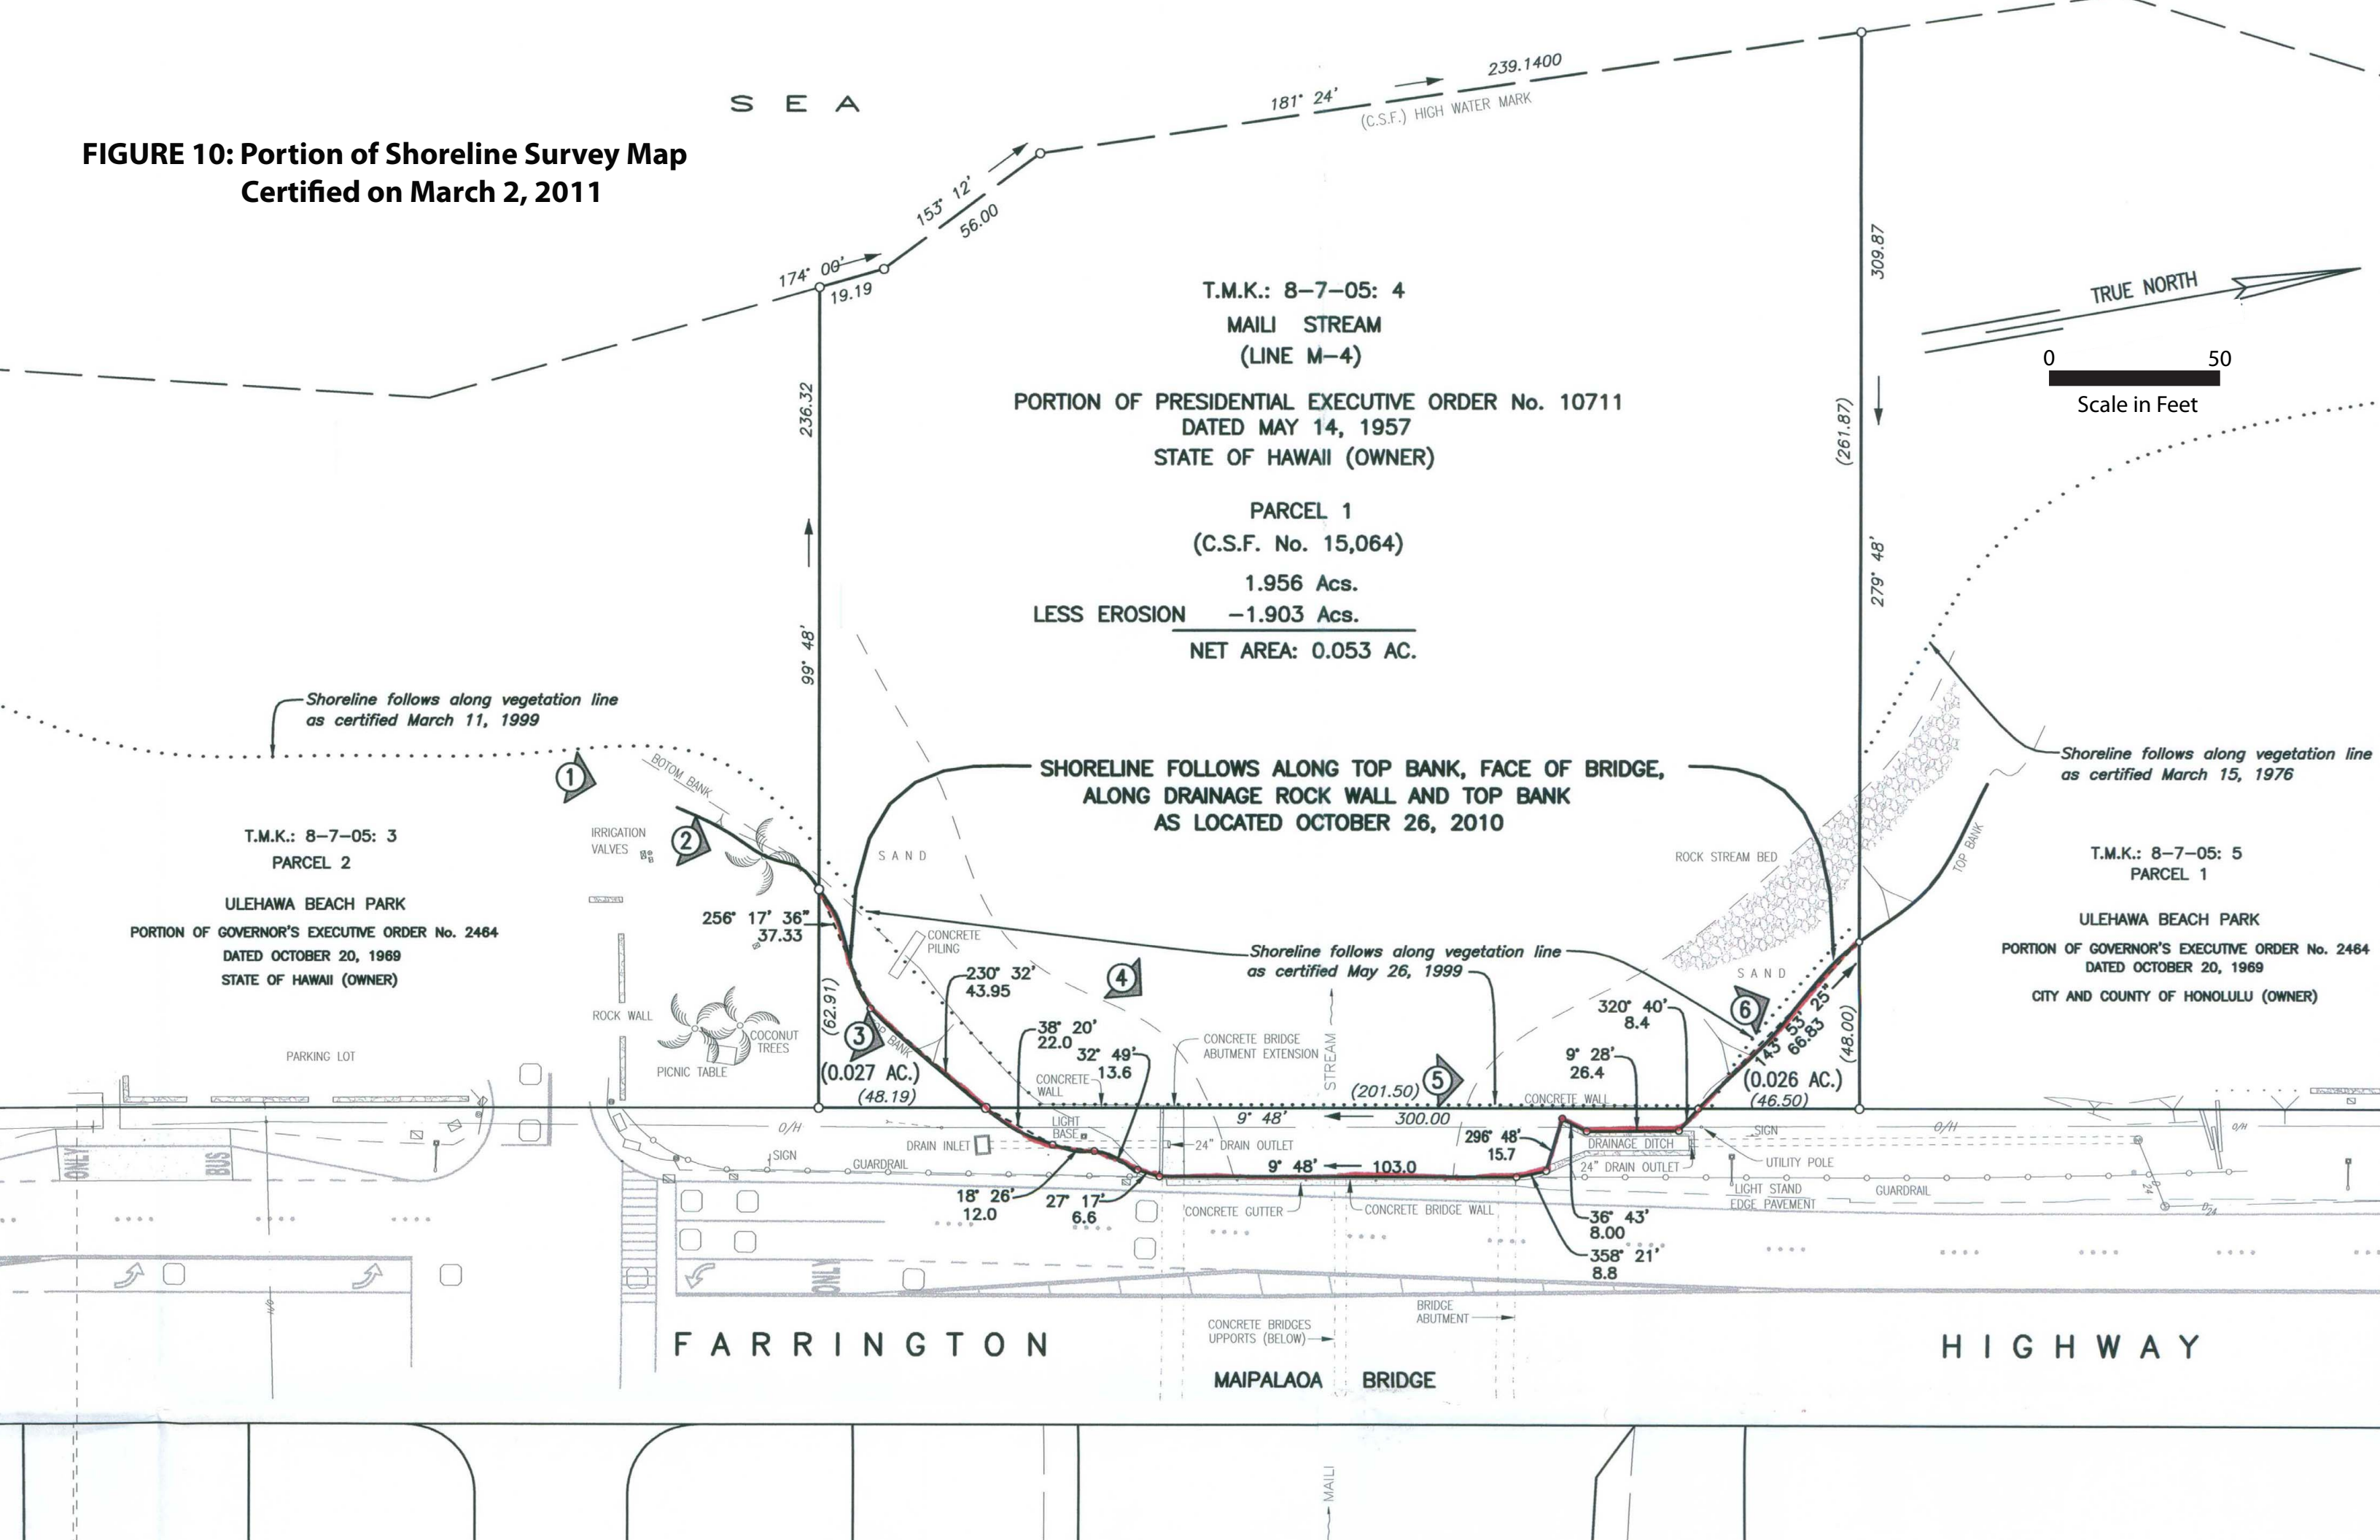 239.1400
181° 24'
(C.S.F.) HIGH WATER MARK
S E A
FIGURE 10: Portion of Shoreline Survey Map
Certified on March 2, 2011
153° 12'
56.00
174° 00'
19.19
309.87
TRUE NORTH
0 50
Scale in Feet
T.M.K.: 8-7-05: 4
MAILI STREAM
(LINE M-4)
PORTION OF PRESIDENTIAL EXECUTIVE ORDER No. 10711
DATED MAY 14, 1957
STATE OF HAWAII (OWNER)
236.32
(261.87)
PARCEL 1
(C.S.F. No. 15,064)
1.956 Acs.
LESS EROSION -1.903 Acs.
NET AREA: 0.053 AC.
99° 48'
279° 48'
Shoreline follows along vegetation line
as certified March 11, 1999
1
BOTOM BANK
SHORELINE FOLLOWS ALONG TOP BANK, FACE OF BRIDGE,
ALONG DRAINAGE ROCK WALL AND TOP BANK
AS LOCATED OCTOBER 26, 2010
Shoreline follows along vegetation line
as certified March 15, 1976
T.M.K.: 8-7-05: 3
PARCEL 2
ULEHAWA BEACH PARK
PORTION OF GOVERNOR'S EXECUTIVE ORDER No. 2464
DATED OCTOBER 20, 1969
STATE OF HAWAII (OWNER)
IRRIGATION
VALVES
2
SAND
ROCK STREAM BED
TOP BANK
T.M.K.: 8-7-05: 5
PARCEL 1
ULEHAWA BEACH PARK
PORTION OF GOVERNOR'S EXECUTIVE ORDER No. 2464
DATED OCTOBER 20, 1969
CITY AND COUNTY OF HONOLULU (OWNER)
256° 17' 36"
37.33
CONCRETE
PILING
Shoreline follows along vegetation line
as certified May 26, 1999
4
SAND
230° 32'
43.95
(62.91)
ROCK WALL
3
TOP BANK
COCONUT
TREES
PICNIC TABLE
PARKING LOT
38° 20'
22.0
32° 49'
13.6
CONCRETE BRIDGE
ABUTMENT EXTENSION
STREAM
320° 40'
8.4
6
143° 53' 25"
66.83
(48.00)
9° 28'
26.4
(0.027 AC.)
(48.19)
CONCRETE
WALL
(201.50)
5
CONCRETE WALL
(0.026 AC.)
(46.50)
9° 48'
300.00
O/H
LIGHT
BASE
DRAIN INLET
24" DRAIN OUTLET
296° 48'
15.7
DRAINAGE DITCH
24" DRAIN OUTLET
SIGN
O/H
O/H
UTILITY POLE
ONLY
BUS
SIGN
GUARDRAIL
9° 48' 103.0
18° 26'
12.0
27° 17'
6.6
CONCRETE GUTTER
CONCRETE BRIDGE WALL
36° 43'
8.00
358° 21'
8.8
LIGHT STAND
EDGE PAVEMENT
GUARDRAIL
24
D24
ONLY
O/H
BRIDGE
ABUTMENT
CONCRETE BRIDGES
UPPORTS (BELOW)
FARRINGTON
HIGHWAY
MAIPALAOA BRIDGE
MAILI